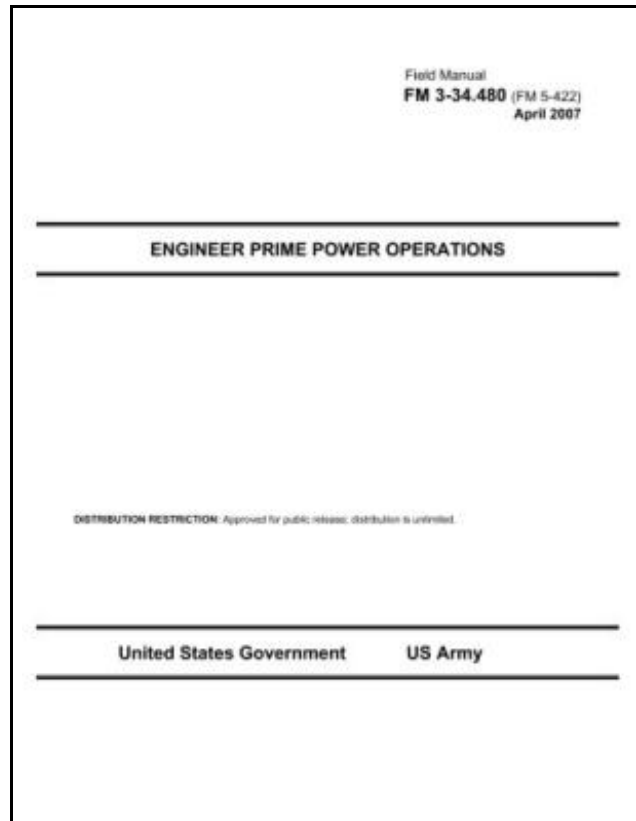 Field Manual
FM 3-34.480 (FM 5-422)
April 2007
ENGINEER PRIME POWER OPERATIONS
DISTRIBUTION RESTRICTION: Approved for public release; distribution is unlimited.
United States Government US Army